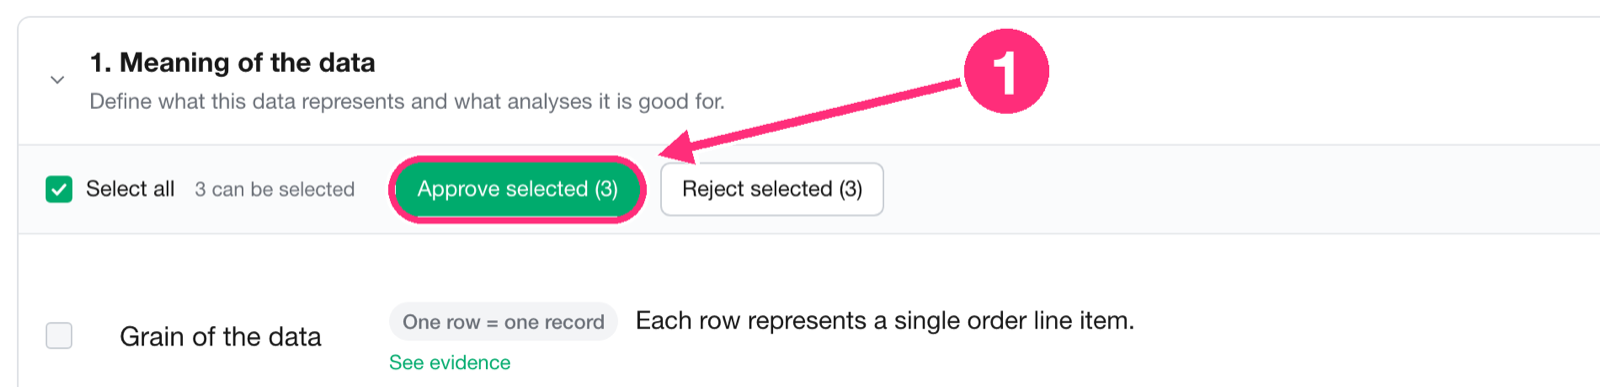 1. Meaning of the data
Define what this data represents and what analyses it is good for.
1
Select all 3 can be selected Approve selected (3) Reject selected (3)
Grain of the data One row = one record Each row represents a single order line item.
See evidence